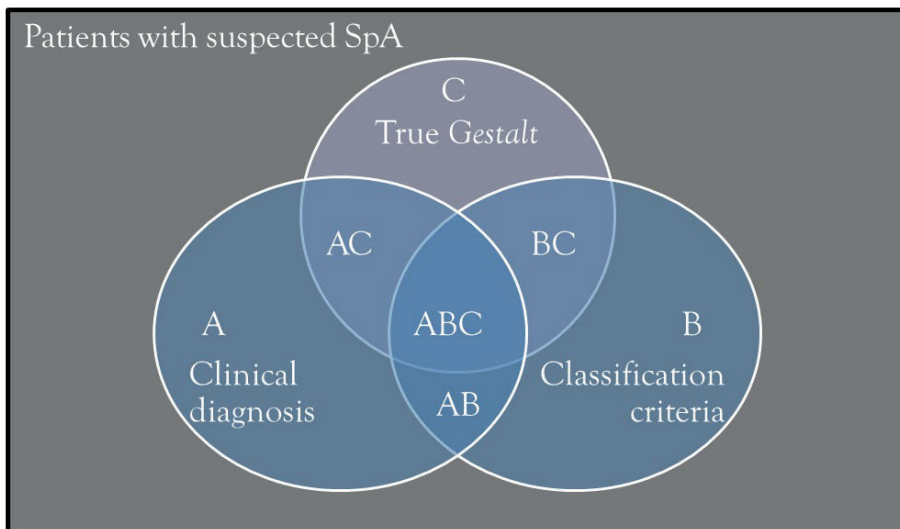 Patients with suspected SpA
C
True Gestalt
AC
BC
A
ABC
B
Clinical
diagnosis
Classification
criteria
AB